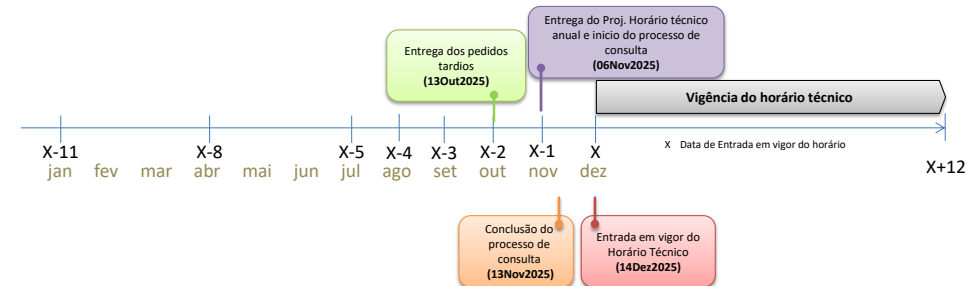 Entrega dos pedidos
tardios
(13Out2025)
Entrega do Proj. Horário técnico
anual e inicio do processo de
consulta
(06Nov2025)
Vigência do horário técnico
X-11 X-8 X-5 X-4 X-3 X-2 X-1 X
X Data de Entrada em vigor do horário
X+12
jan fev mar abr mai jun jul ago set out nov dez
Conclusão do
processo de
consulta
(13Nov2025)
Entrada em vigor do
Horário Técnico
(14Dez2025)